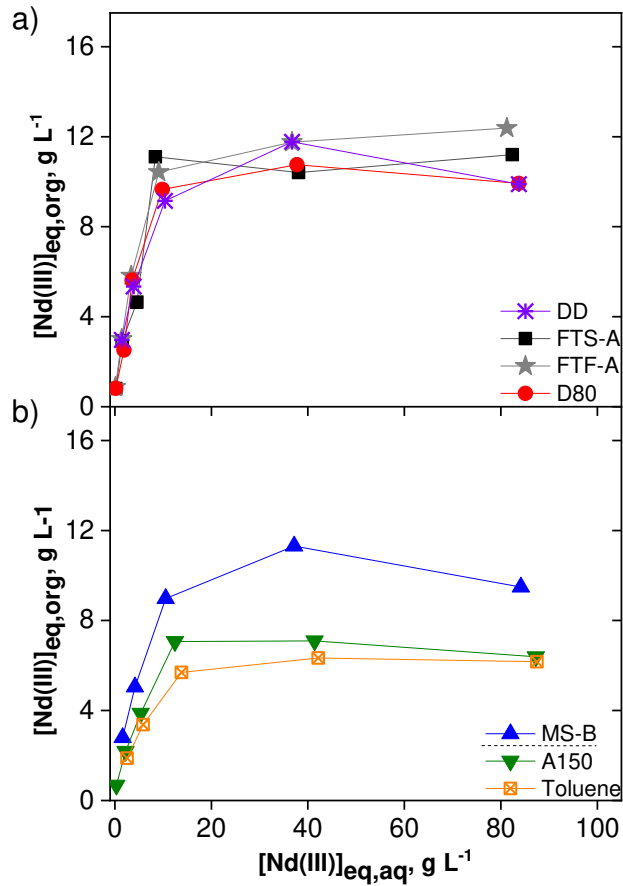 a)
16
12
8
4
0
[Nd(III)]eq,org, g L-1
DD
FTS-A
FTF-A
D80
b)
16
12
8
4
0
[Nd(III)]eq,org, g L-1
MS-B
A150
Toluene
0 20 40 60 80 100
[Nd(III)]eq,aq, g L-1